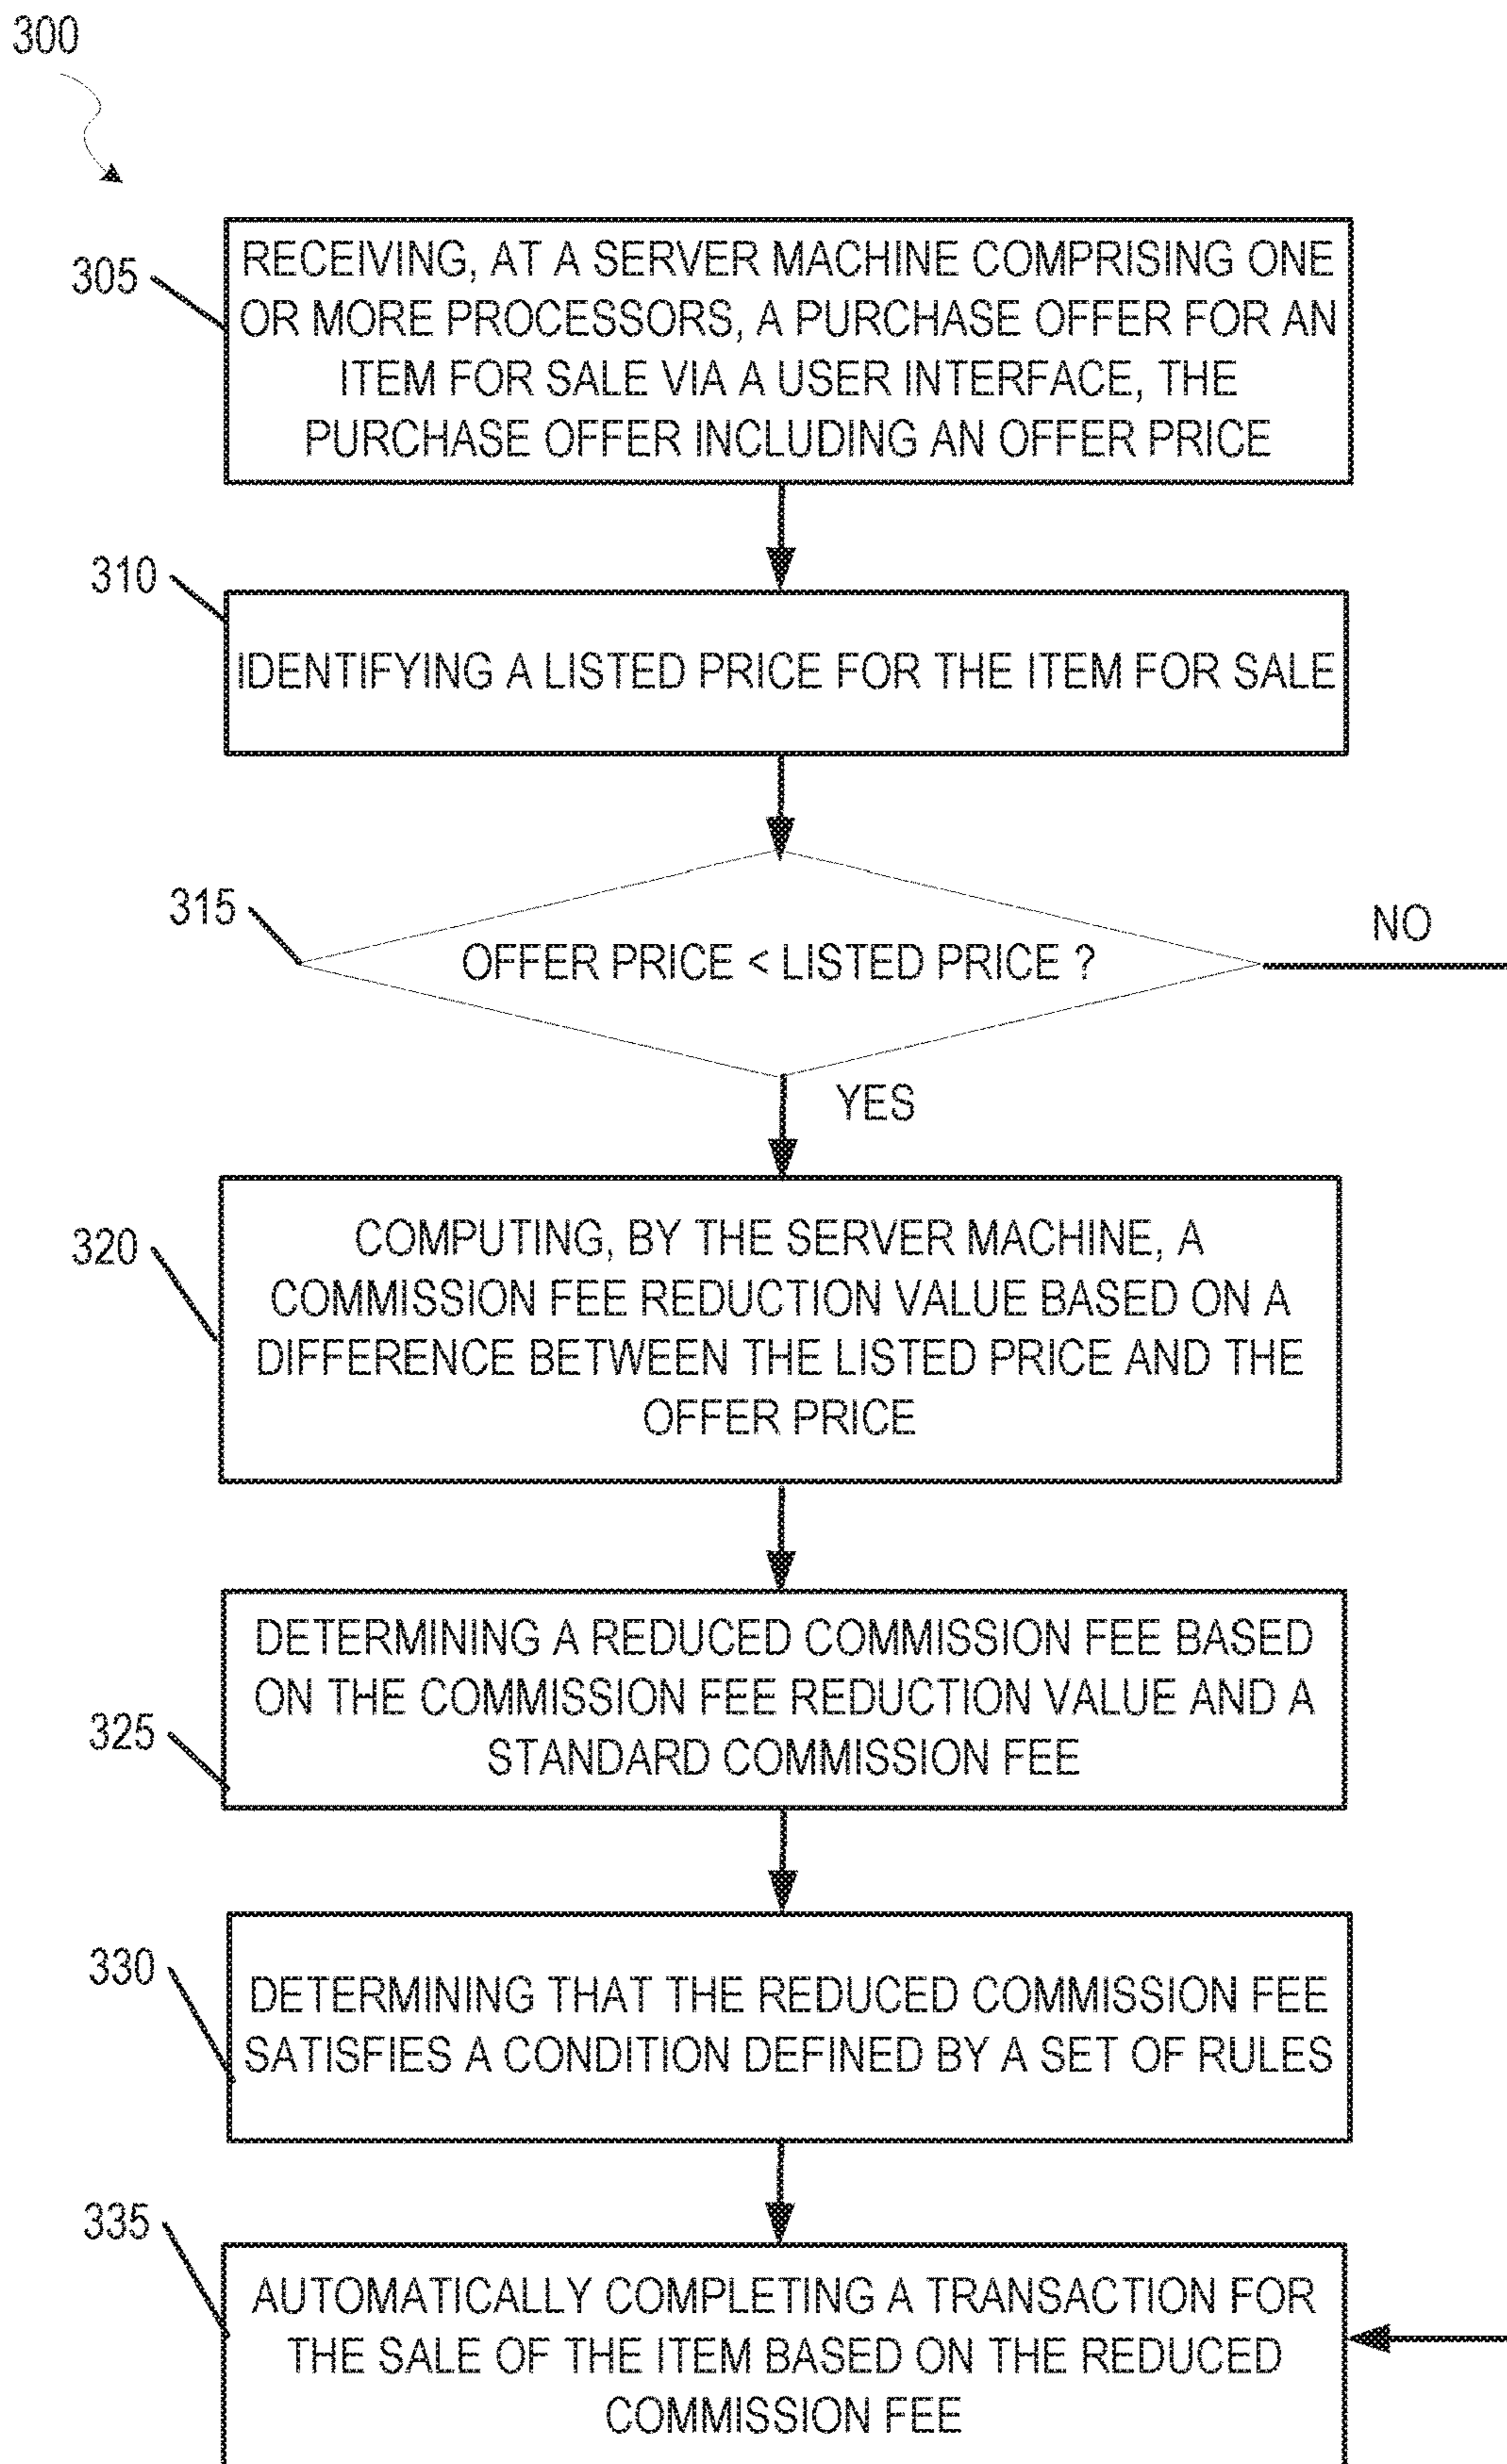 300
305
RECEIVING, AT A SERVER MACHINE COMPRISING ONE
OR MORE PROCESSORS, A PURCHASE OFFER FOR AN
ITEM FOR SALE VIA A USER INTERFACE, THE
PURCHASE OFFER INCLUDING AN OFFER PRICE
310
IDENTIFYING A LISTED PRICE FOR THE ITEM FOR SALE
315
OFFER PRICE < LISTED PRICE ?
NO
YES
320
COMPUTING, BY THE SERVER MACHINE, A
COMMISSION FEE REDUCTION VALUE BASED ON A
DIFFERENCE BETWEEN THE LISTED PRICE AND THE
OFFER PRICE
325
DETERMINING A REDUCED COMMISSION FEE BASED
ON THE COMMISSION FEE REDUCTION VALUE AND A
STANDARD COMMISSION FEE
330
DETERMINING THAT THE REDUCED COMMISSION FEE
SATISFIES A CONDITION DEFINED BY A SET OF RULES
335
AUTOMATICALLY COMPLETING A TRANSACTION FOR
THE SALE OF THE ITEM BASED ON THE REDUCED
COMMISSION FEE